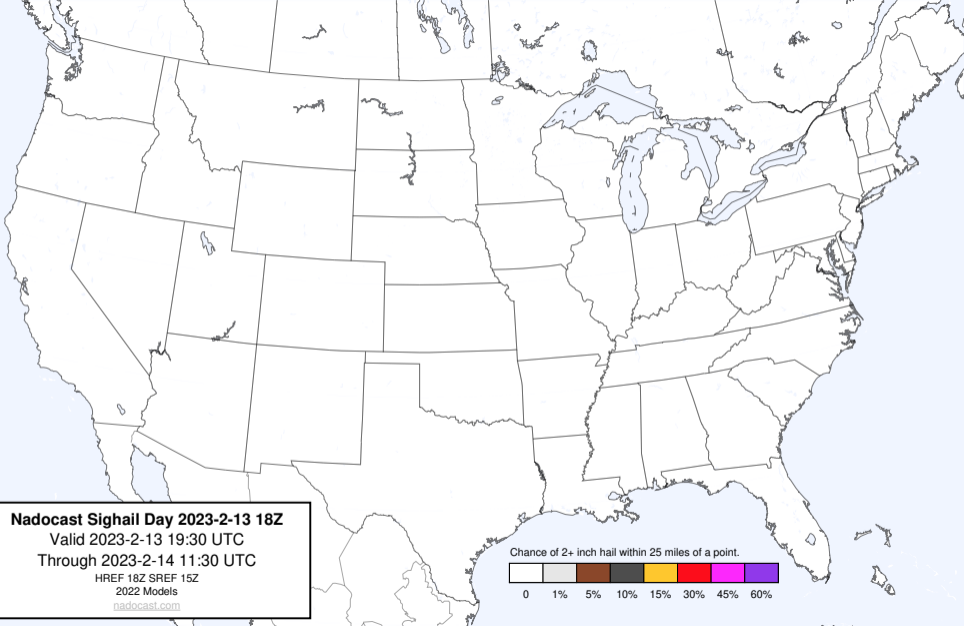 Nadocast Sighail Day 2023-2-13 18Z
Valid 2023-2-13 19:30 UTC
Through 2023-2-14 11:30 UTC
HREF 18Z SREF 15Z
2022 Models
nadocast.com
Chance of 2+ inch hail within 25 miles of a point.
0 1% 5% 10% 15% 30% 45% 60%